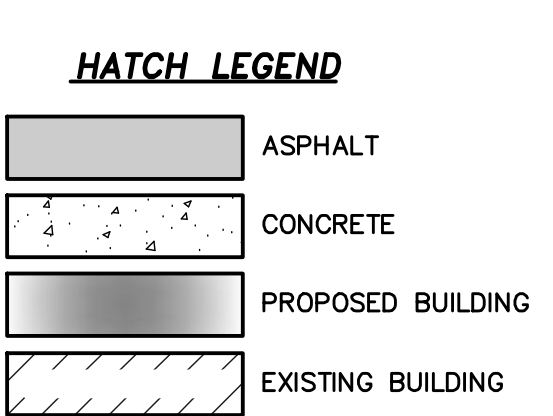 HATCH LEGEND
ASPHALT
CONCRETE
PROPOSED BUILDING
EXISTING BUILDING